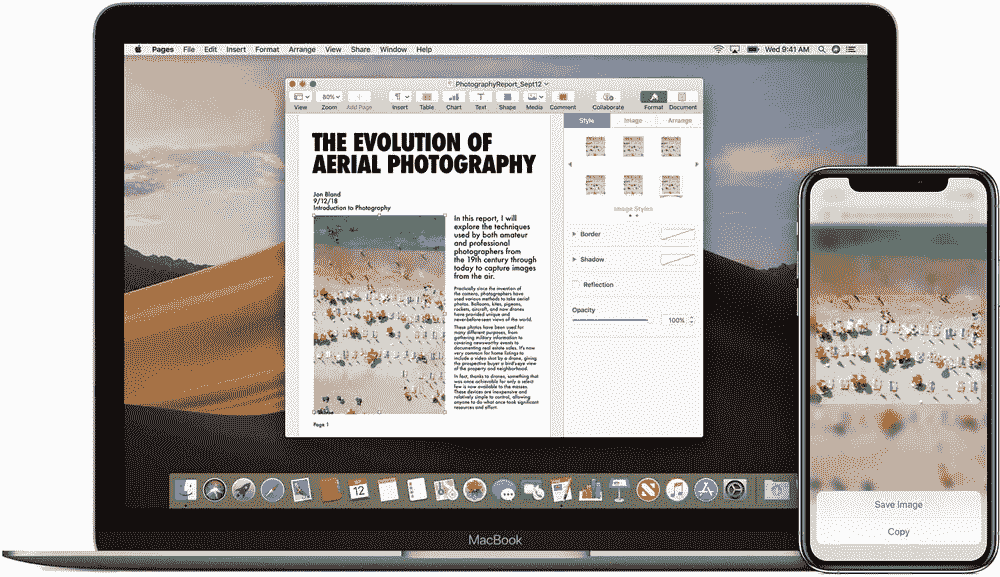 Pages File Edit Insert Format Arrange View Share Window Help
Wed 9:41 AM
PhotographyReport_Sept12
80%
View Zoom Add Page Insert Table Chart Text Shape Media Comment Collaborate Format Document
Style Image Arrange
THE EVOLUTION OF
AERIAL PHOTOGRAPHY
Jon Blond
9/12/18
Introduction to Photography
In this report, I will
explore the techniques
used by both amateur
and professional
photographers from
the 19th century through
today to capture images
from the air.
Practically since the invention of
the camera, photographers have
used various methods to take aerial
photos. Balloons, kites, pigeons,
rockets, aircraft, and now drones
have provided unique and
never-before-seen views of the world.
These photos have been used for
many different purposes, from
gathering military information to
covering newsworthy events to
documenting real estate sales. It's now
very common for home listings to
include a video shot by a drone, giving
the prospective buyer a bird's-eye view
of the property and neighborhood.
In fact, thanks to drones, something that
was once achievable for only a select
few is now available to the masses.
These devices are inexpensive and
relatively simple to control, allowing
anyone to do what once took significant
resources and effort.
Page 1
Image Styles
Border
Shadow
Reflection
Opacity
100%
SEP
12
MacBook
Save Image
Copy